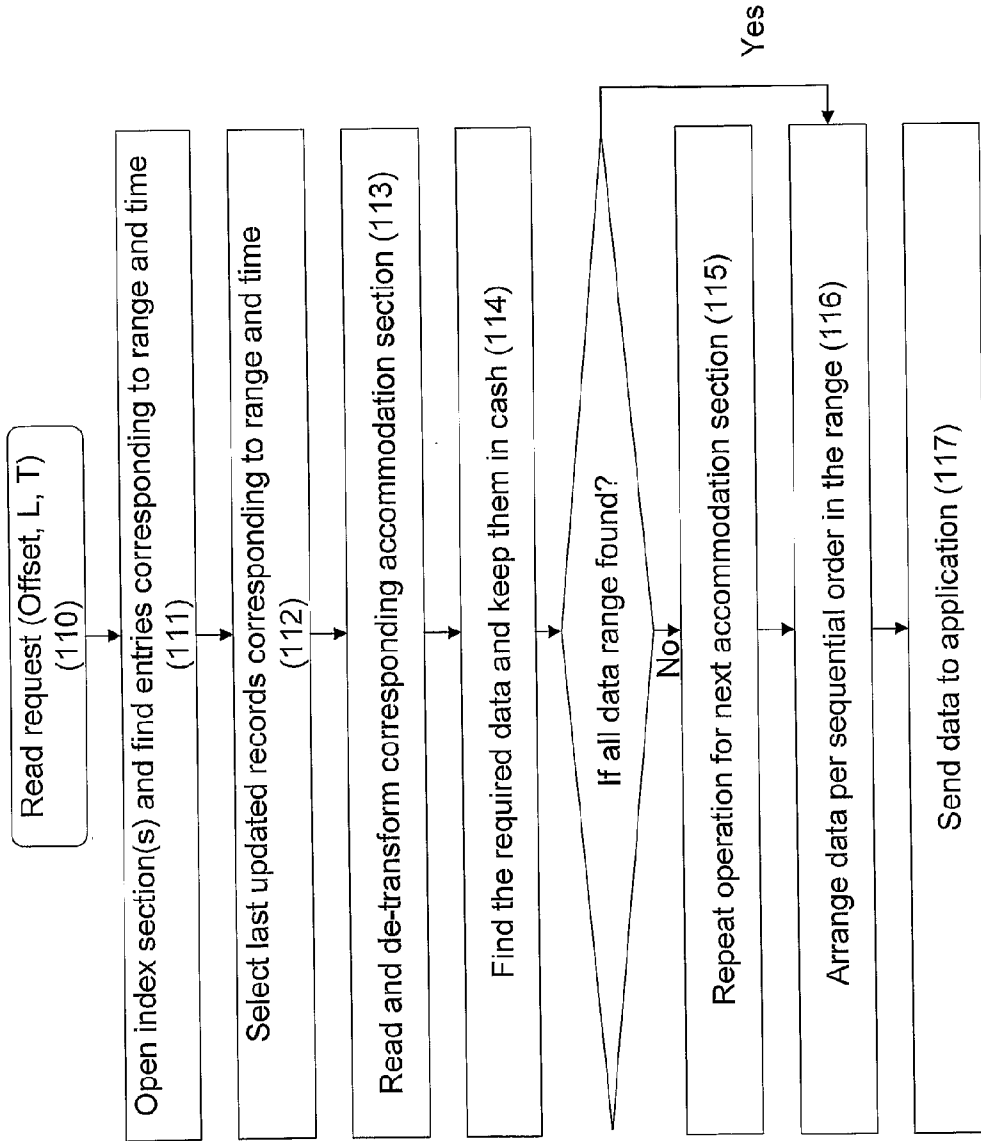 Read request (Offset, L, T)
(110)
Open index section(s) and find entries corresponding to range and time
(111)
Select last updated records corresponding to range and time
(112)
Read and de-transform corresponding accommodation section (113)
Find the required data and keep them in cash (114)
If all data range found?
Yes
No
Repeat operation for next accommodation section (115)
Arrange data per sequential order in the range (116)
Send data to application (117)